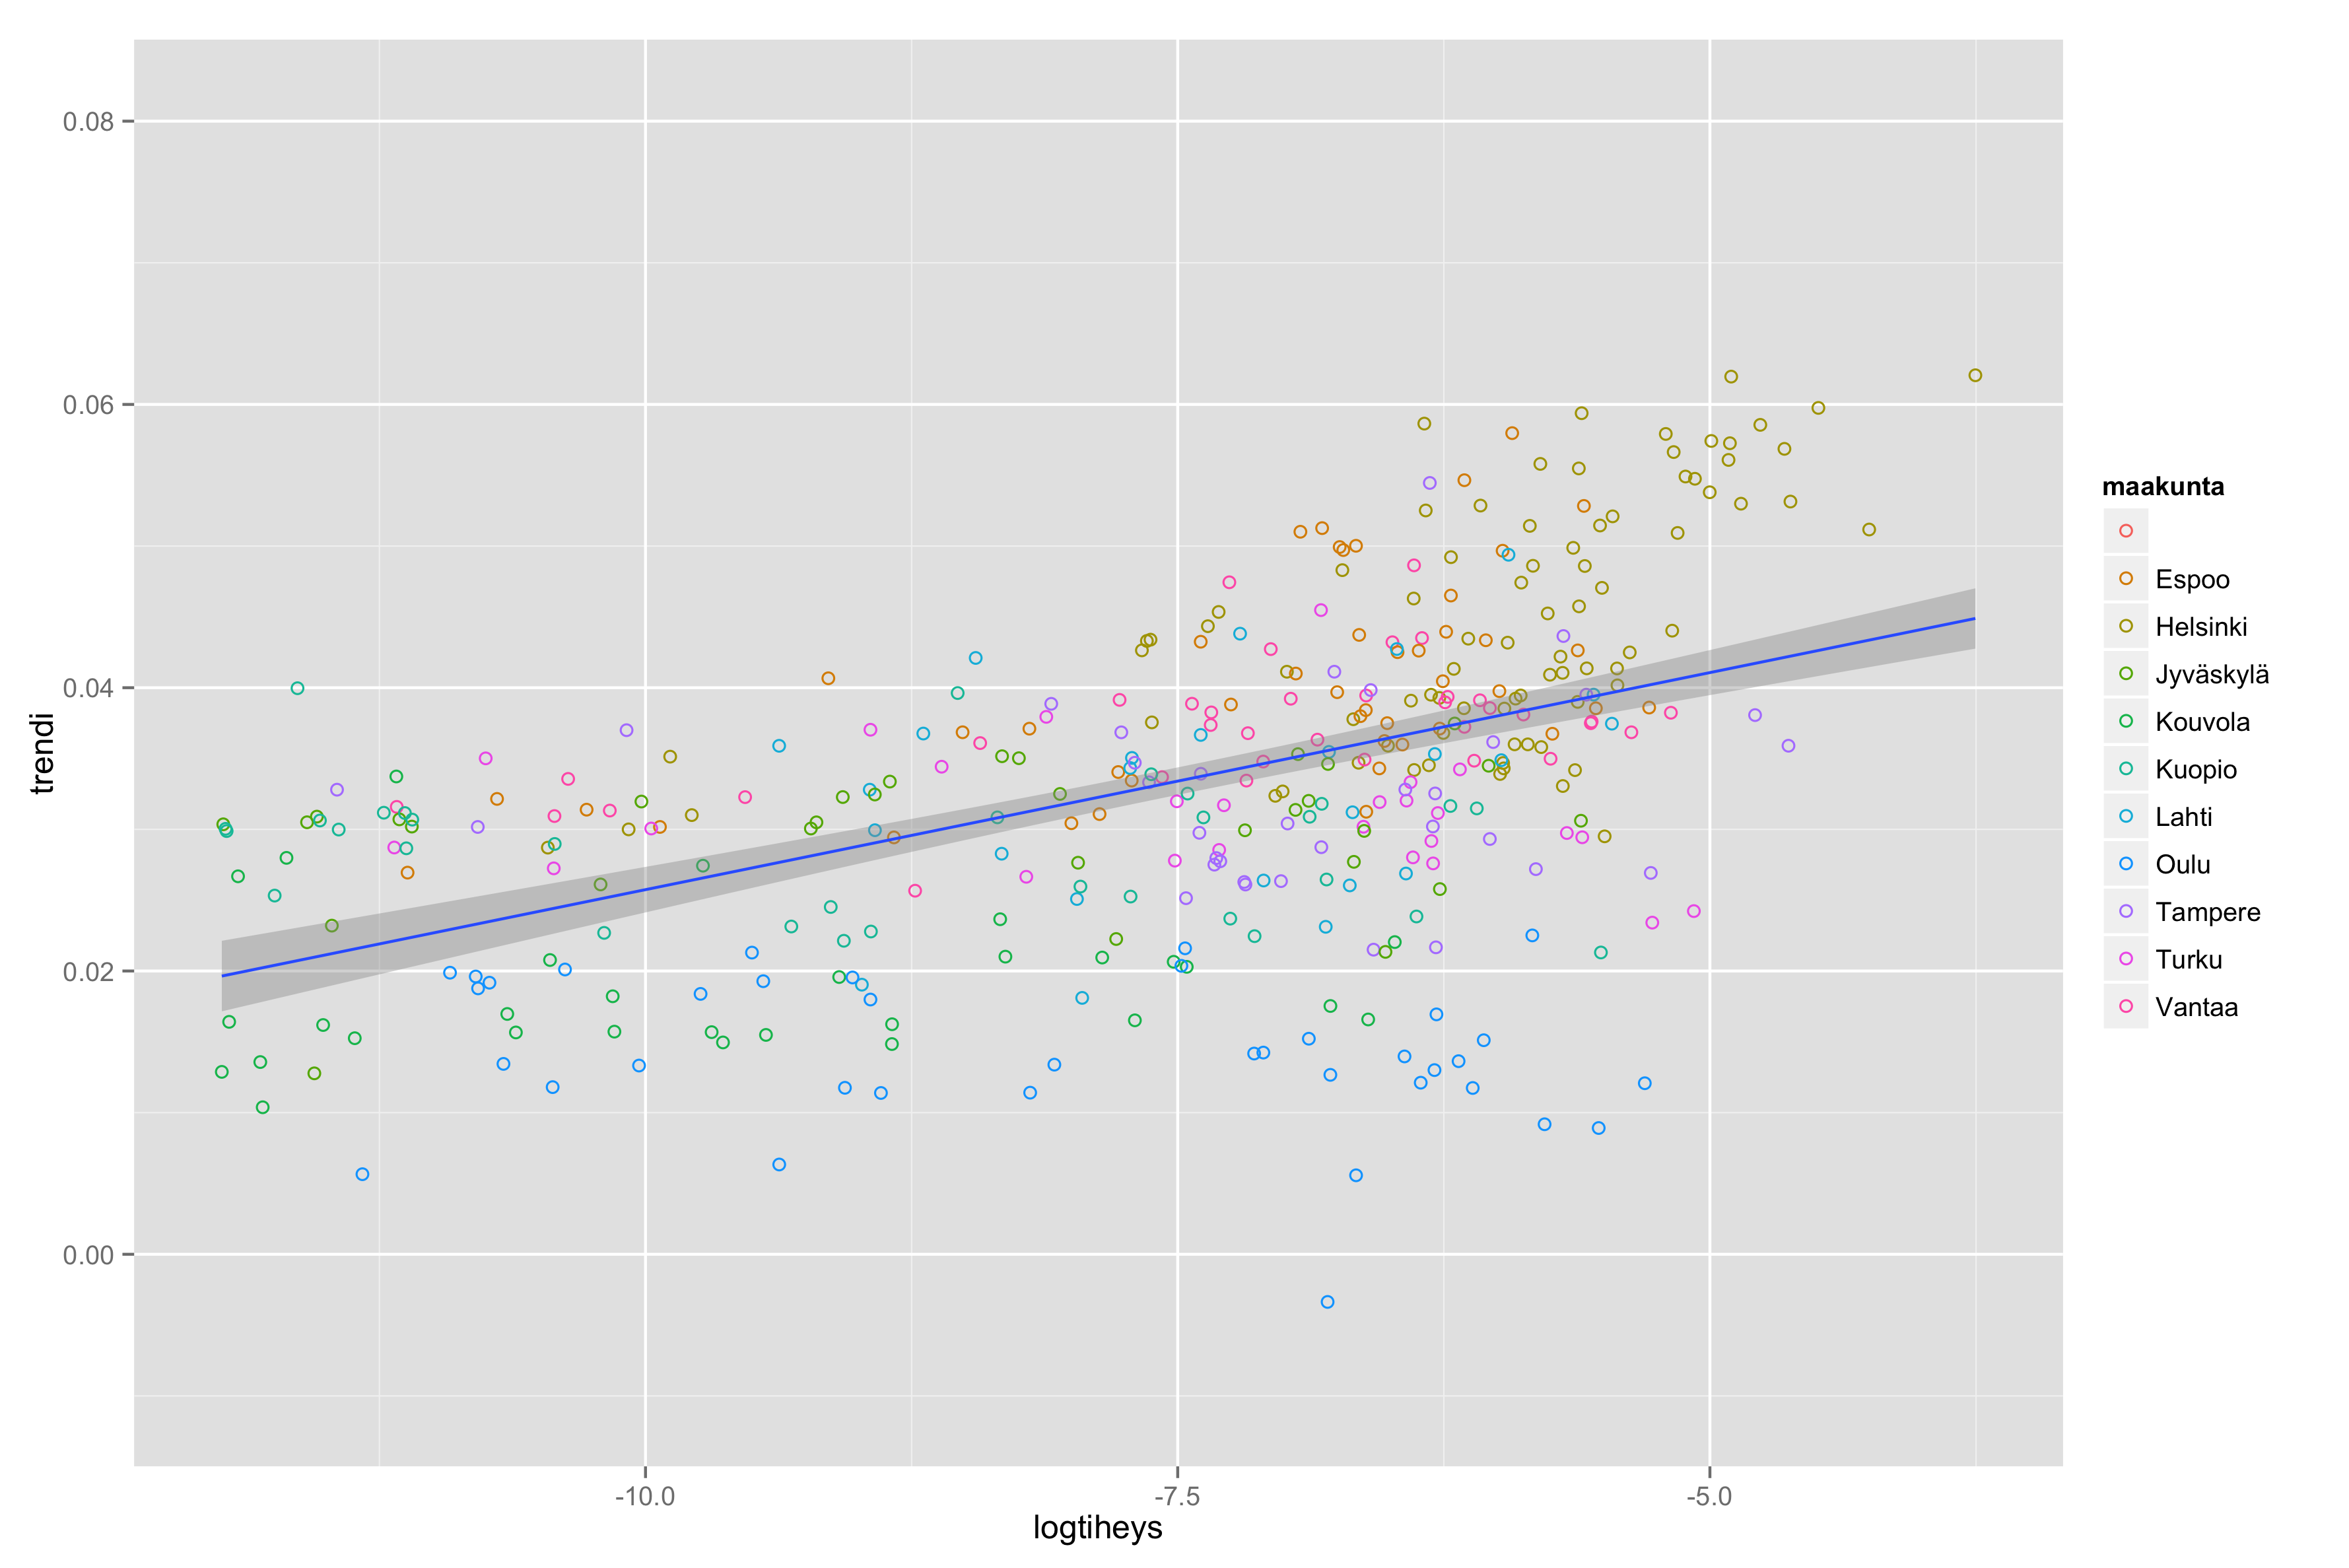 0.08
0.06
0.04
0.02
0.00
trendi
-10.0
-7.5
-5.0
logtiheys
maakunta
Espoo
Helsinki
Jyväskylä
Kouvola
Kuopio
Lahti
Oulu
Tampere
Turku
Vantaa